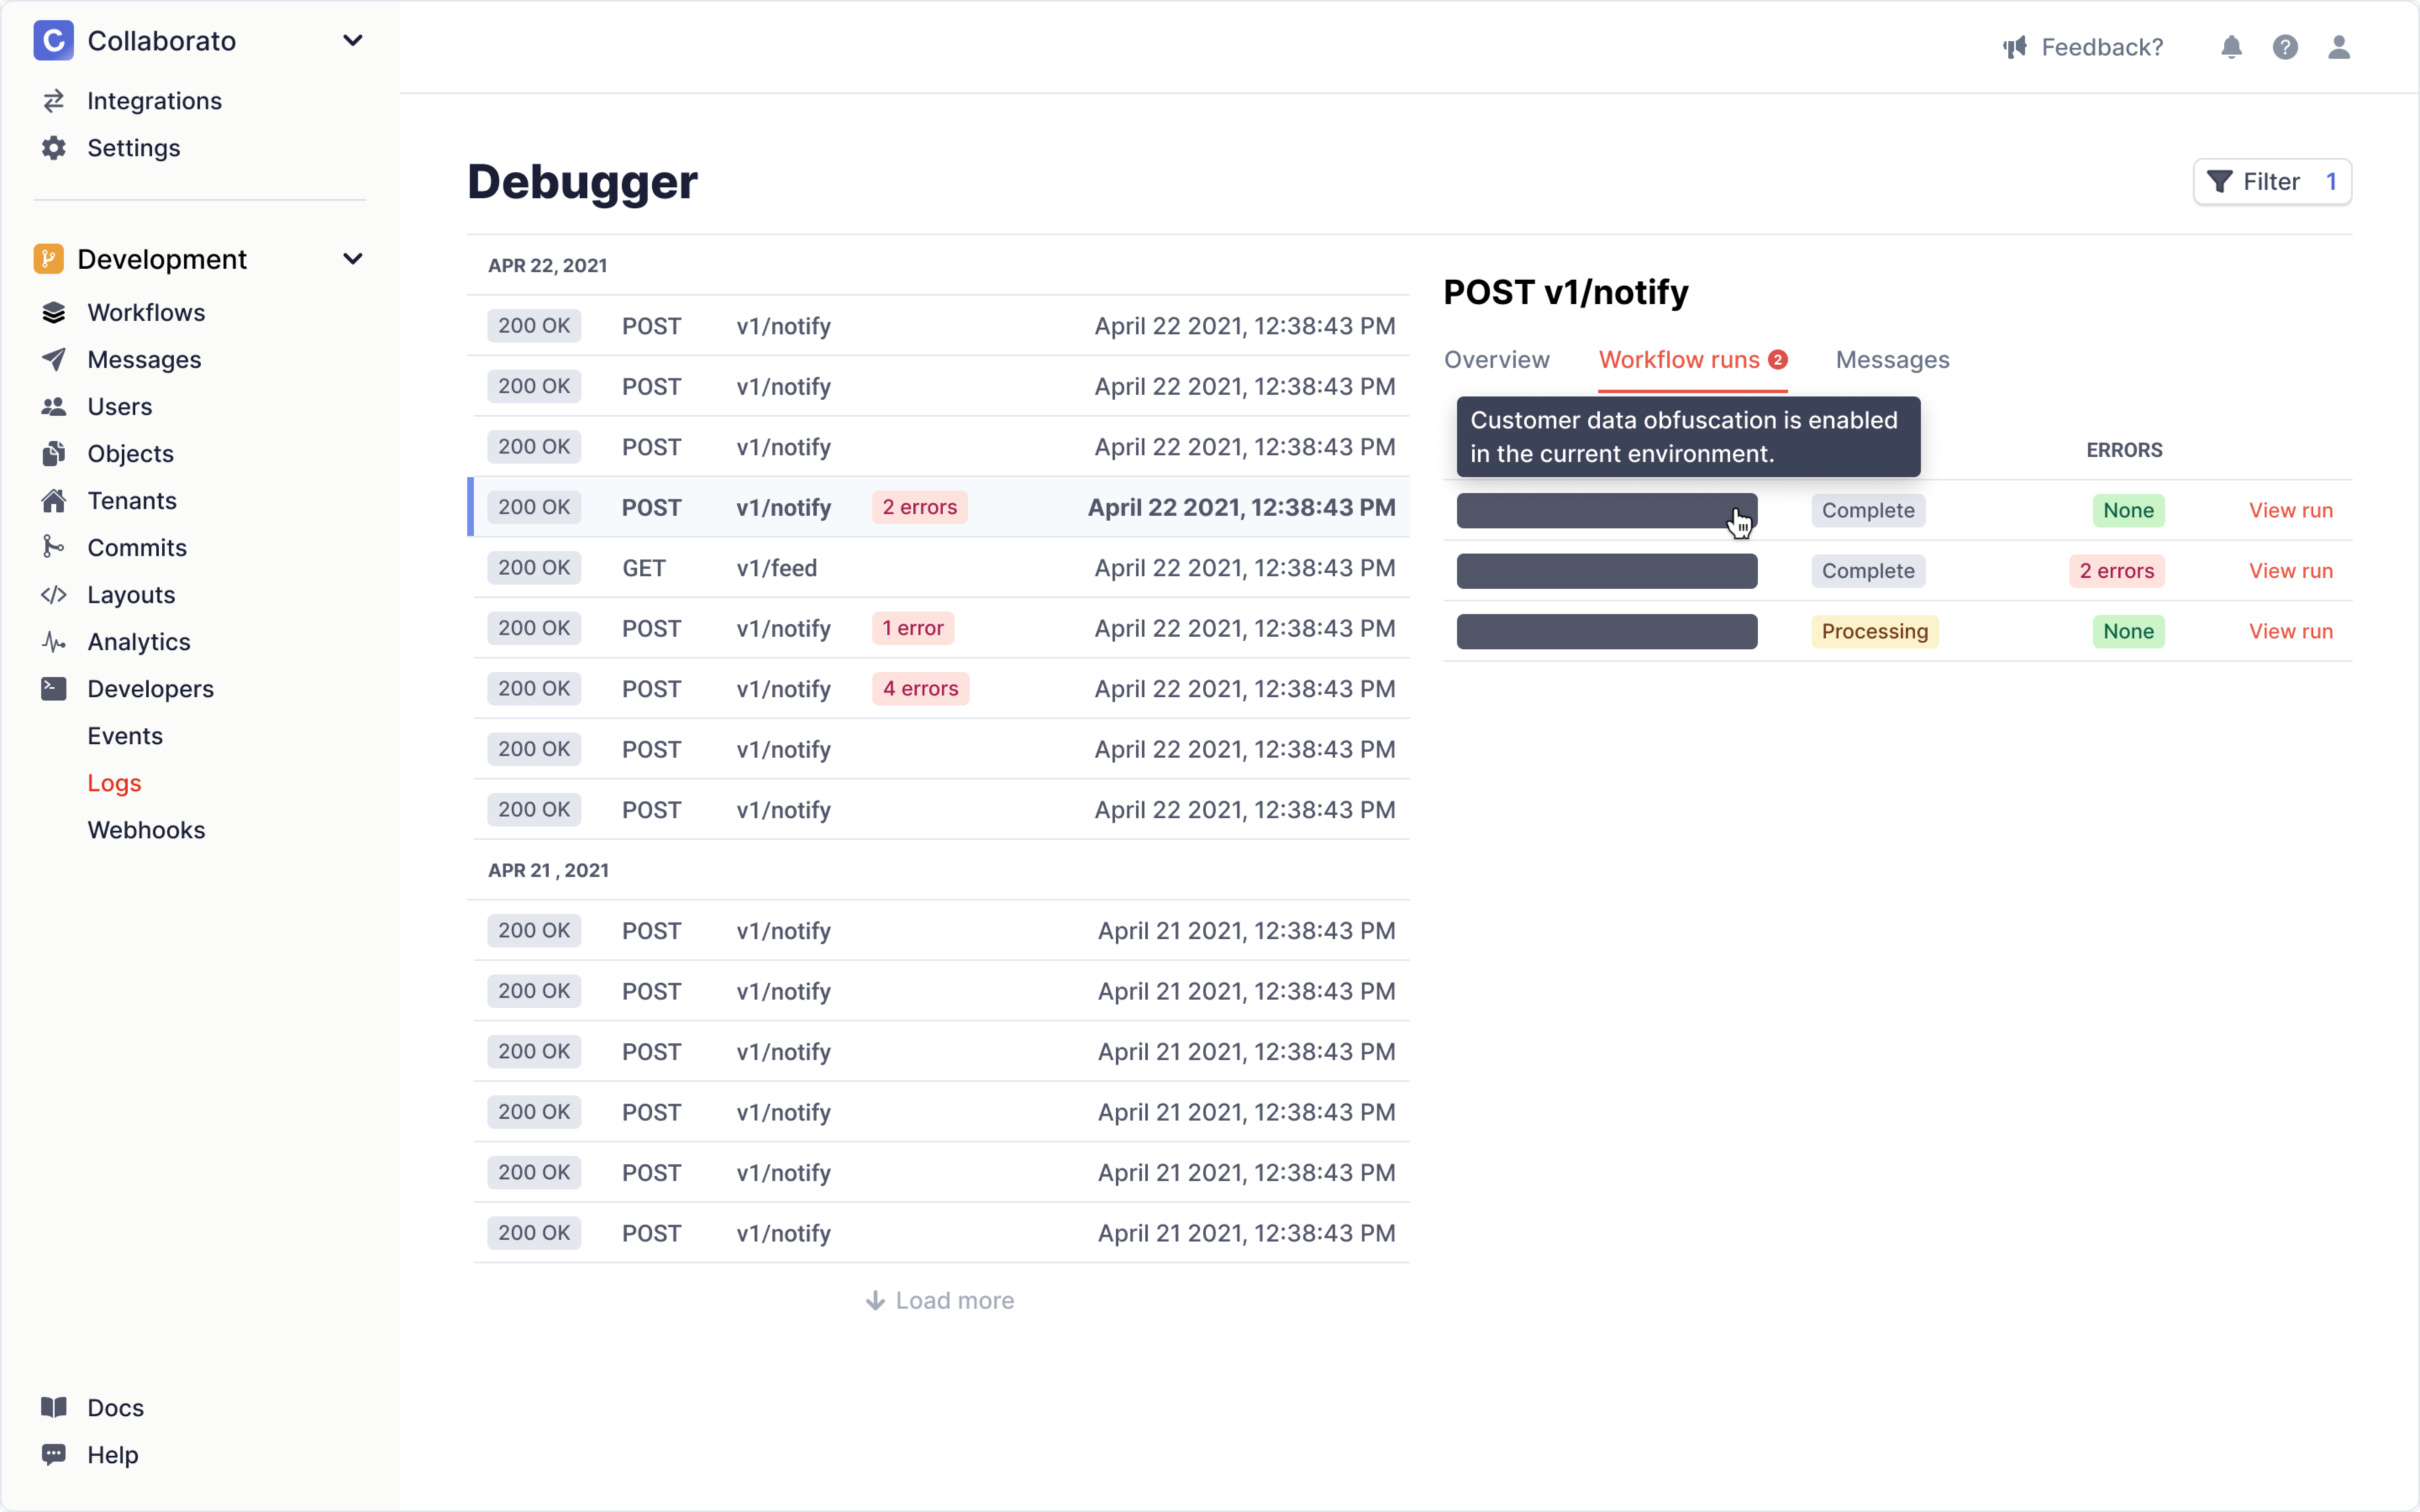 C Collaborato
Integrations
Settings
Development
Workflows
Messages
Users
Objects
Tenants
Commits
Layouts
Analytics
Developers
Events
Logs
Webhooks
Docs
Help
Feedback? ?
Debugger
Filter 1
APR 22, 2021
200 OK POST v1/notify April 22 2021, 12:38:43 PM
200 OK POST v1/notify April 22 2021, 12:38:43 PM
200 OK POST v1/notify April 22 2021, 12:38:43 PM
200 OK POST v1/notify 2 errors April 22 2021, 12:38:43 PM
200 OK GET v1/feed April 22 2021, 12:38:43 PM
200 OK POST v1/notify 1 error April 22 2021, 12:38:43 PM
200 OK POST v1/notify 4 errors April 22 2021, 12:38:43 PM
200 OK POST v1/notify April 22 2021, 12:38:43 PM
200 OK POST v1/notify April 22 2021, 12:38:43 PM
APR 21 , 2021
200 OK POST v1/notify April 21 2021, 12:38:43 PM
200 OK POST v1/notify April 21 2021, 12:38:43 PM
200 OK POST v1/notify April 21 2021, 12:38:43 PM
200 OK POST v1/notify April 21 2021, 12:38:43 PM
200 OK POST v1/notify April 21 2021, 12:38:43 PM
200 OK POST v1/notify April 21 2021, 12:38:43 PM
Load more
POST v1/notify
Overview Workflow runs 2 Messages
Customer data obfuscation is enabled
in the current environment.
ERRORS
Complete None View run
Complete 2 errors View run
Processing None View run